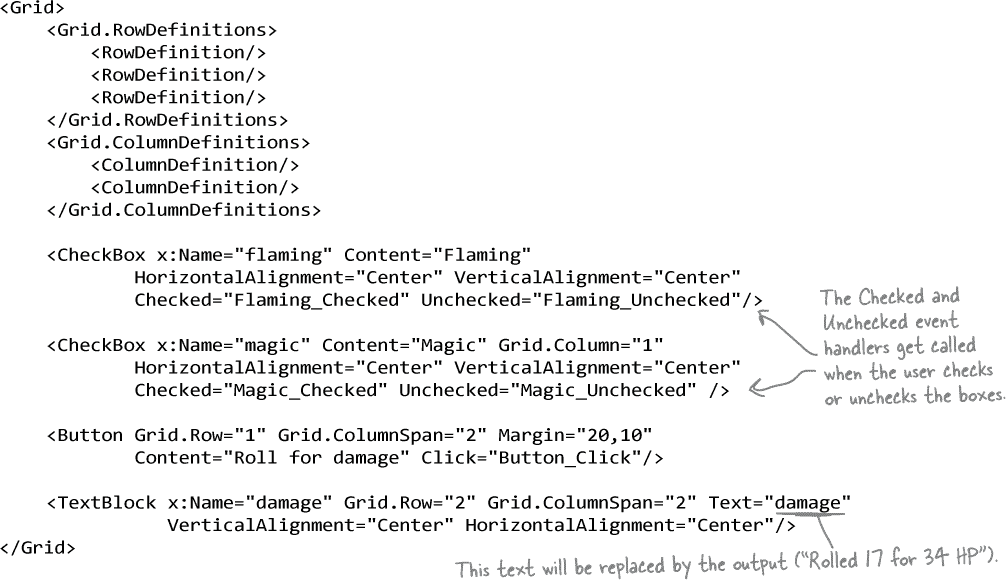 <Grid>
<Grid.RowDefinitions>
<RowDefinition/>
<RowDefinition/>
<RowDefinition/>
</Grid.RowDefinitions>
<Grid.ColumnDefinitions>
<ColumnDefinition/>
<ColumnDefinition/>
</Grid.ColumnDefinitions>
<CheckBox x:Name="flaming" Content="Flaming"
HorizontalAlignment="Center" VerticalAlignment="Center"
Checked="Flaming_Checked" Unchecked="Flaming_Unchecked"/>
The Checked and
Unchecked event
handlers get called
when the user checks
or unchecks the boxes.
<CheckBox x:Name="magic" Content="Magic" Grid.Column="1"
HorizontalAlignment="Center" VerticalAlignment="Center"
Checked="Magic_Checked" Unchecked="Magic_Unchecked" />
<Button Grid.Row="1" Grid.ColumnSpan="2" Margin="20,10"
Content="Roll for damage" Click="Button_Click"/>
<TextBlock x:Name="damage" Grid.Row="2" Grid.ColumnSpan="2" Text="damage"
VerticalAlignment="Center" HorizontalAlignment="Center"/>
</Grid>
This text will be replaced by the output (“Rolled 17 for 34 HP”).